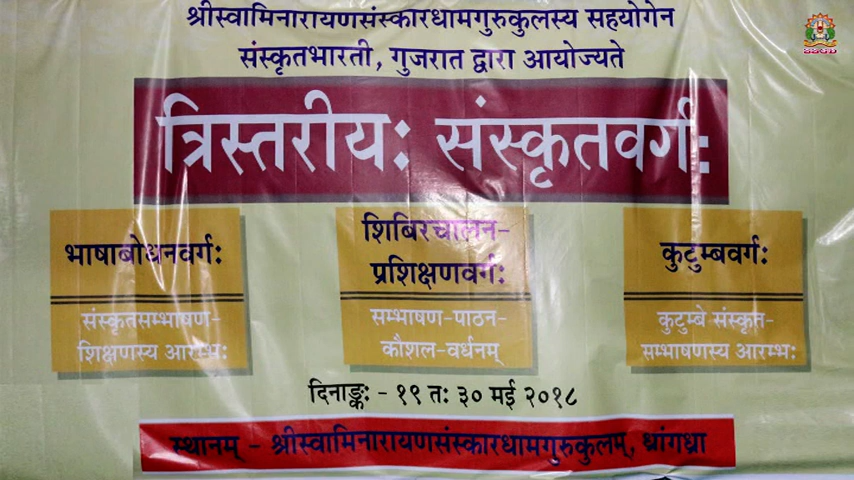 श्रीस्वामिनारायणसंस्कारधामगुरुकुलस्य सहयोगेन
संस्कृतभारती, गुजरात द्वारा आयोज्यते
त्रिस्तरीयः संस्कृतवर्गः
भाषाबोधनवर्गः
संस्कृतसम्भाषण-
शिक्षणस्य आरम्भः
शिबिरचालन-
प्रशिक्षणवर्गः
सम्भाषण-पाठन-
कौशल-वर्धनम्
कुटुम्बवर्गः
कुटुम्बे संस्कृत-
सम्भाषणस्य आरम्भः
दिनाङ्कः - १९ तः ३० मई २०१८
स्थानम् - श्रीस्वामिनारायणसंस्कारधामगुरुकुलम्, ध्रांगध्रा